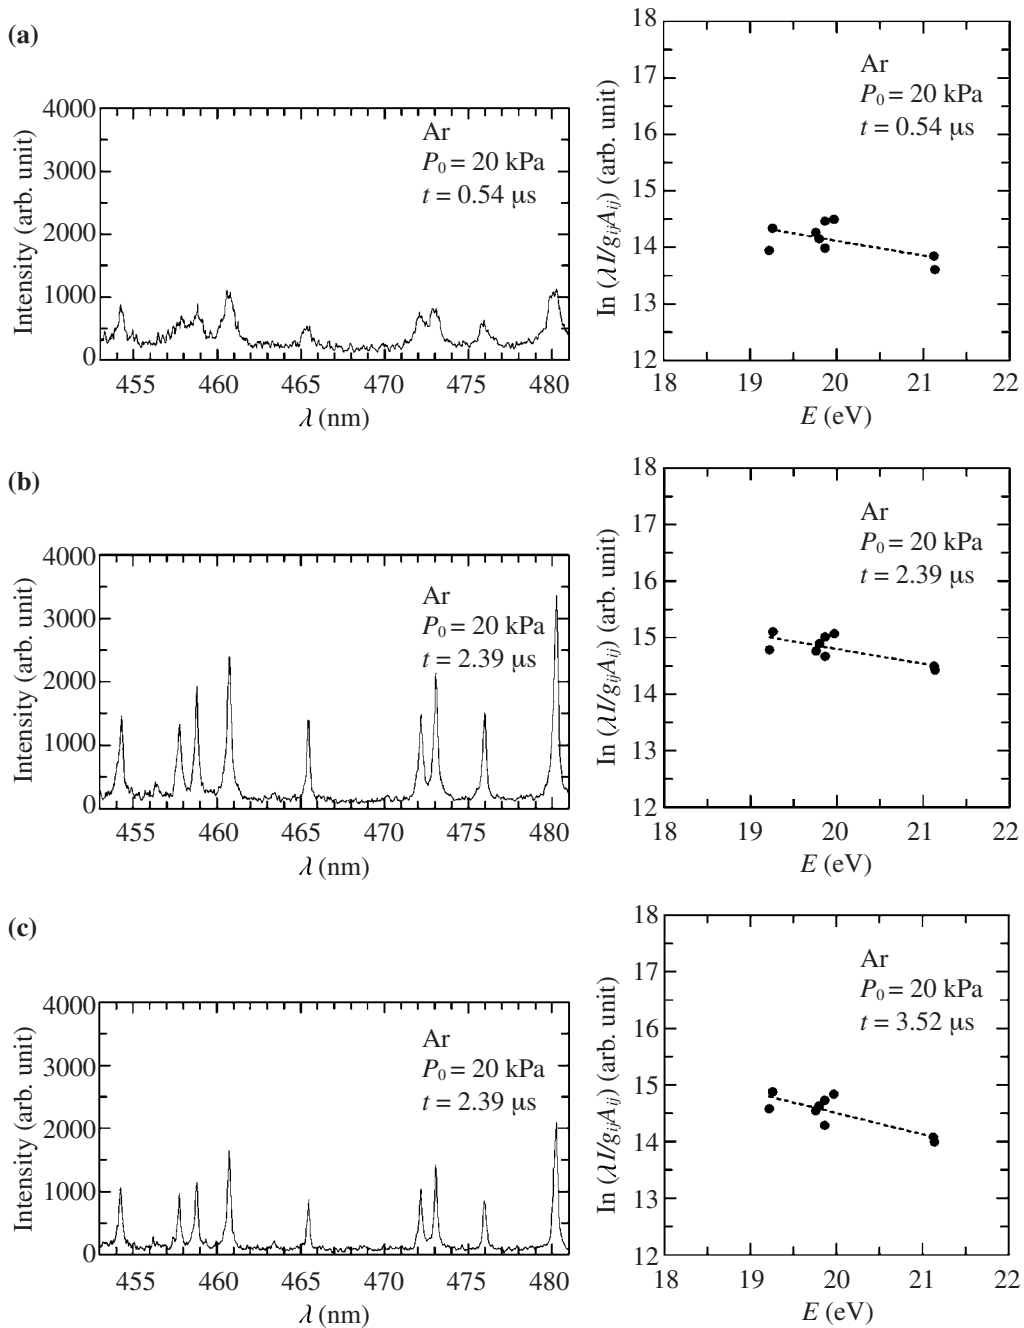 (a)
4000
3000
2000
1000
0
Intensity (arb. unit)
Ar
P0 = 20 kPa
t = 0.54 μs
455 460 465 470 475 480
λ (nm)
18
17
16
15
14
13
12
ln (λI/gijAij) (arb. unit)
Ar
P0 = 20 kPa
t = 0.54 μs
18 19 20 21 22
E (eV)
(b)
4000
3000
2000
1000
0
Intensity (arb. unit)
Ar
P0 = 20 kPa
t = 2.39 μs
455 460 465 470 475 480
λ (nm)
18
17
16
15
14
13
12
ln (λI/gijAij) (arb. unit)
Ar
P0 = 20 kPa
t = 2.39 μs
18 19 20 21 22
E (eV)
(c)
4000
3000
2000
1000
0
Intensity (arb. unit)
Ar
P0 = 20 kPa
t = 2.39 μs
455 460 465 470 475 480
λ (nm)
18
17
16
15
14
13
12
ln (λI/gijAij) (arb. unit)
Ar
P0 = 20 kPa
t = 3.52 μs
18 19 20 21 22
E (eV)